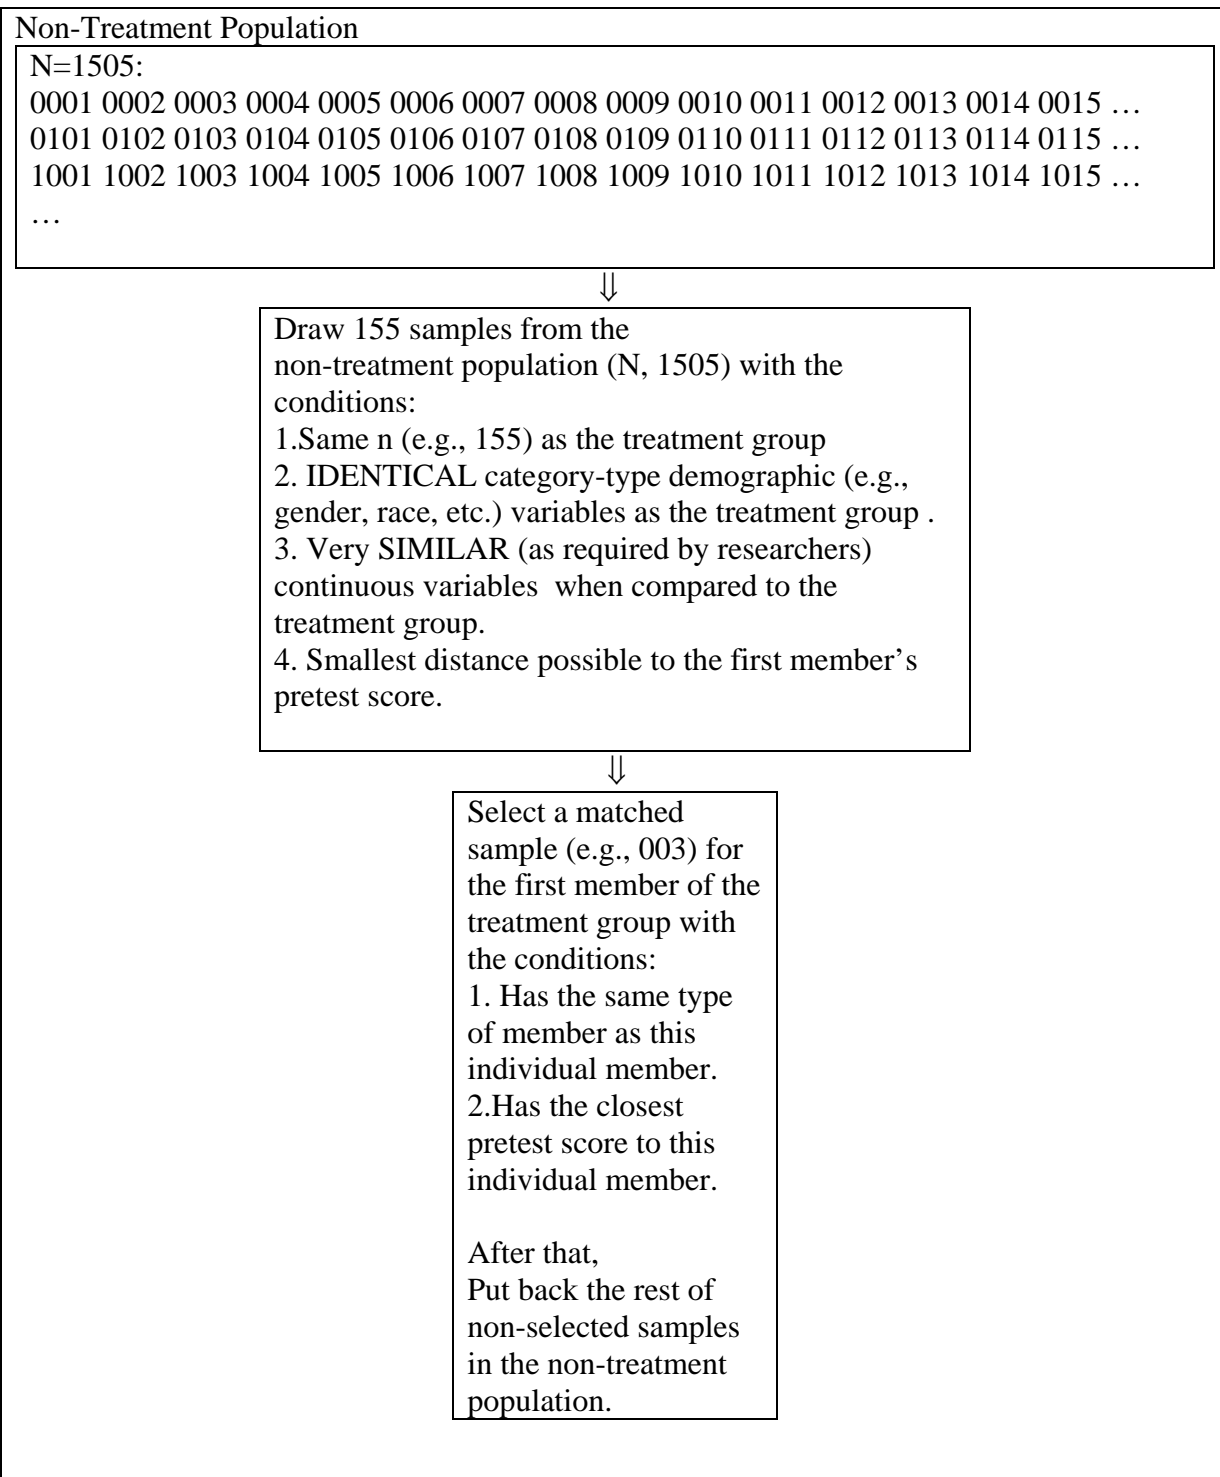 Non-Treatment Population
N=1505:
0001 0002 0003 0004 0005 0006 0007 0008 0009 0010 0011 0012 0013 0014 0015 …
0101 0102 0103 0104 0105 0106 0107 0108 0109 0110 0111 0112 0113 0114 0115 …
1001 1002 1003 1004 1005 1006 1007 1008 1009 1010 1011 1012 1013 1014 1015 …
…
⇓
Draw 155 samples from the
non-treatment population (N, 1505) with the
conditions:
1.Same n (e.g., 155) as the treatment group
2. IDENTICAL category-type demographic (e.g.,
gender, race, etc.) variables as the treatment group .
3. Very SIMILAR (as required by researchers)
continuous variables  when compared to the
treatment group.
4. Smallest distance possible to the first member’s
pretest score.
⇓
Select a matched
sample (e.g., 003) for
the first member of the
treatment group with
the conditions:
1. Has the same type
of member as this
individual member.
2.Has the closest
pretest score to this
individual member.
After that,
Put back the rest of
non-selected samples
in the non-treatment
population.